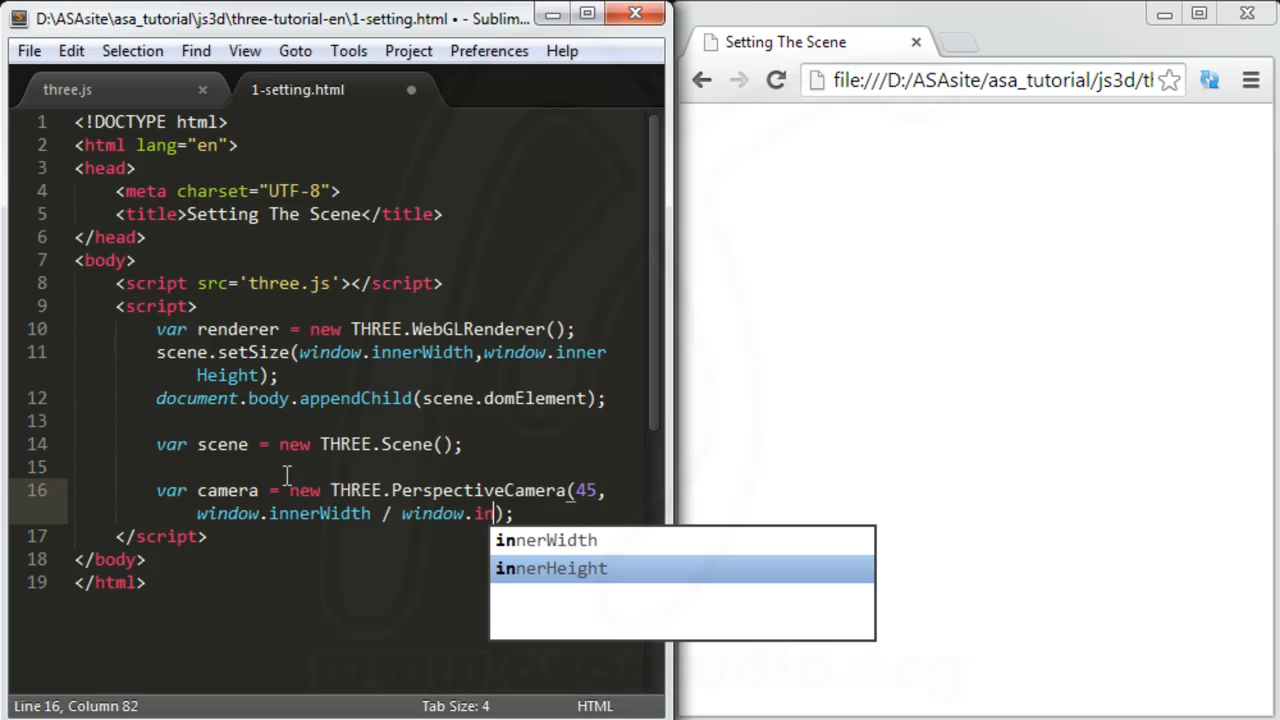 D:\ASAsite\asa_tutorial\js3d\three-tutorial-en\1-setting.html • - Sublim...
File Edit Selection Find View Goto Tools Project Preferences Help
three.js × 1-setting.html
1 <!DOCTYPE html>
2 <html lang="en">
3 <head>
4 <meta charset="UTF-8">
5 <title>Setting The Scene</title>
6 </head>
7 <body>
8 <script src='three.js'></script>
9 <script>
10 var renderer = new THREE.WebGLRenderer();
11 scene.setSize(window.innerWidth,window.inner
Height);
12 document.body.appendChild(scene.domElement);
13
14 var scene = new THREE.Scene();
15
16 var camera = new THREE.PerspectiveCamera(45,
window.innerWidth / window.in);
17 </script>
18 </body>
19 </html>
innerWidth
innerHeight
Line 16, Column 82 Tab Size: 4 HTML
Setting The Scene
file:///D:/ASAsite/asa_tutorial/js3d/tl